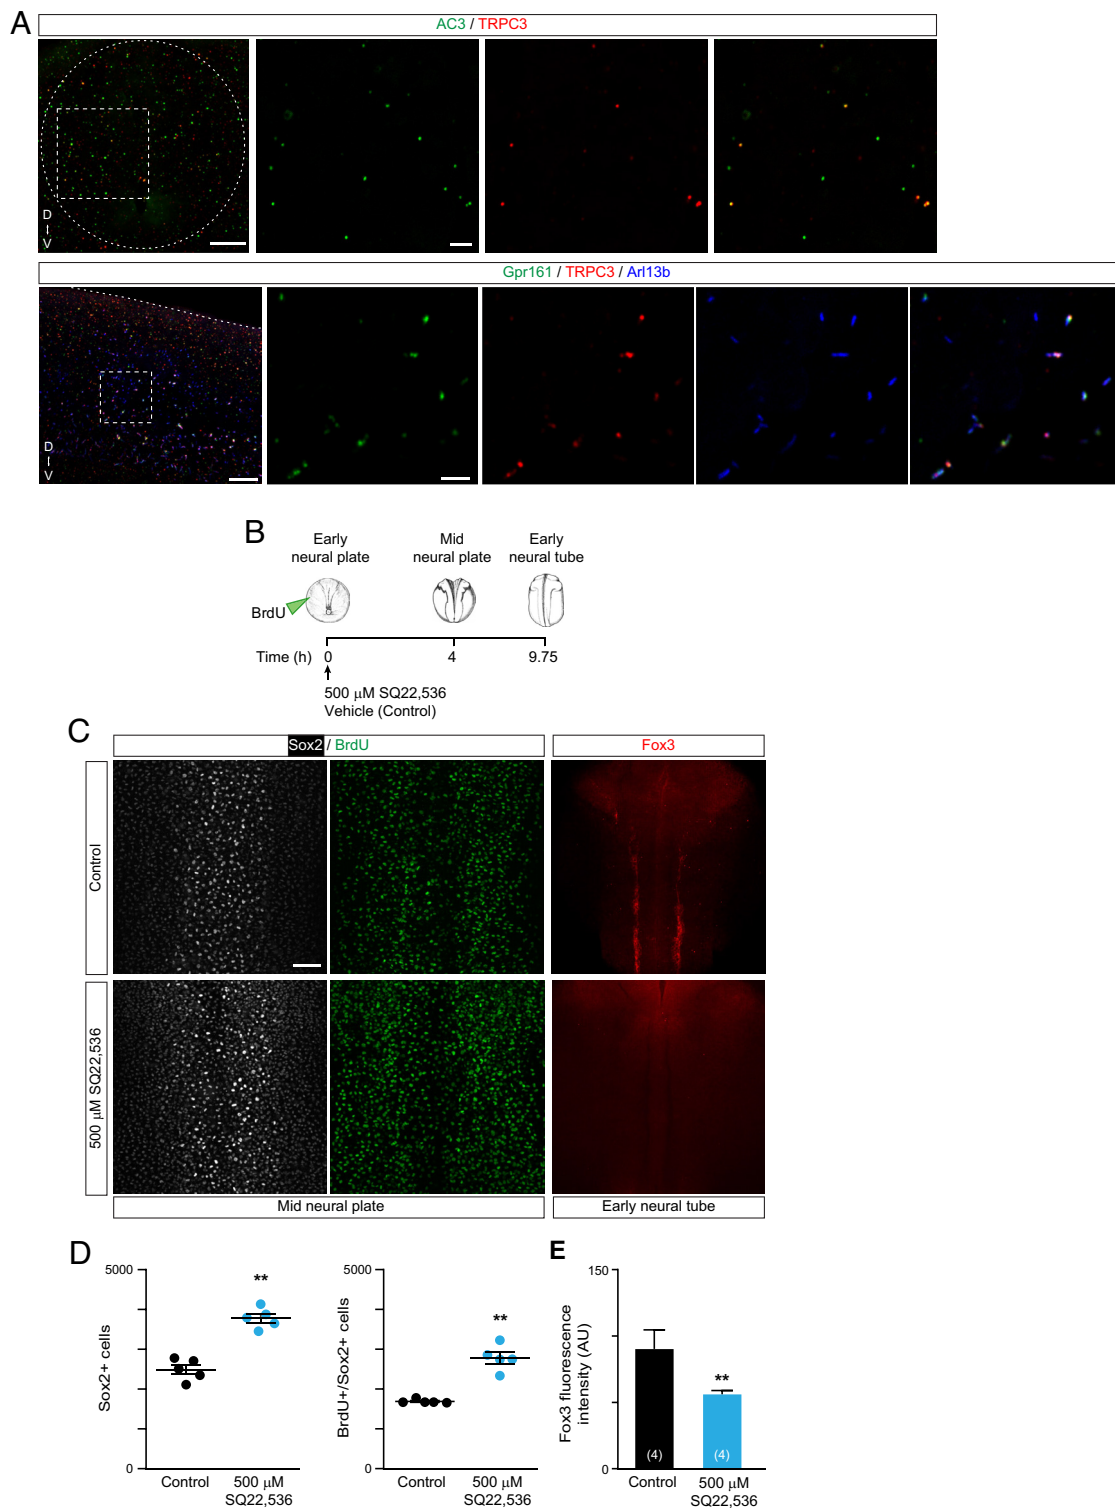 A
AC3 / TRPC3
D
V
Gpr161 / TRPC3 / Arl13b
D
V
B
Early
neural plate
Mid
neural plate
Early
neural tube
BrdU
Time (h) 0 4 9.75
500 μM SQ22,536
Vehicle (Control)
C
Sox2 / BrdU
Fox3
Control
500 μM SQ22,536
Mid neural plate
Early neural tube
D
5000
**
Sox2+ cells
0
Control
500 μM
SQ22,536
5000
**
BrdU+/Sox2+ cells
0
Control
500 μM
SQ22,536
E
150
Fox3 fluorescence
intensity (AU)
**
(4)
(4)
0
Control
500 μM
SQ22,536